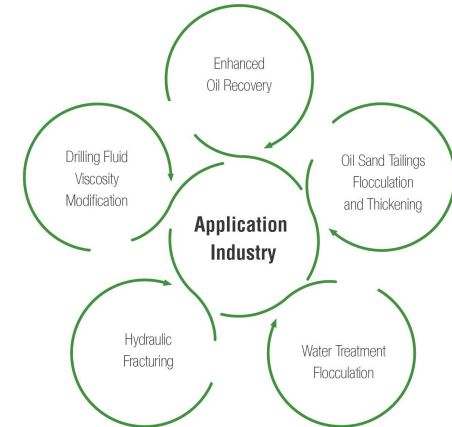 Enhanced
Oil Recovery
Drilling Fluid
Viscosity
Modification
Oil Sand Tailings
Flocculation
and Thickening
Application
Industry
Hydraulic
Fracturing
Water Treatment
Flocculation